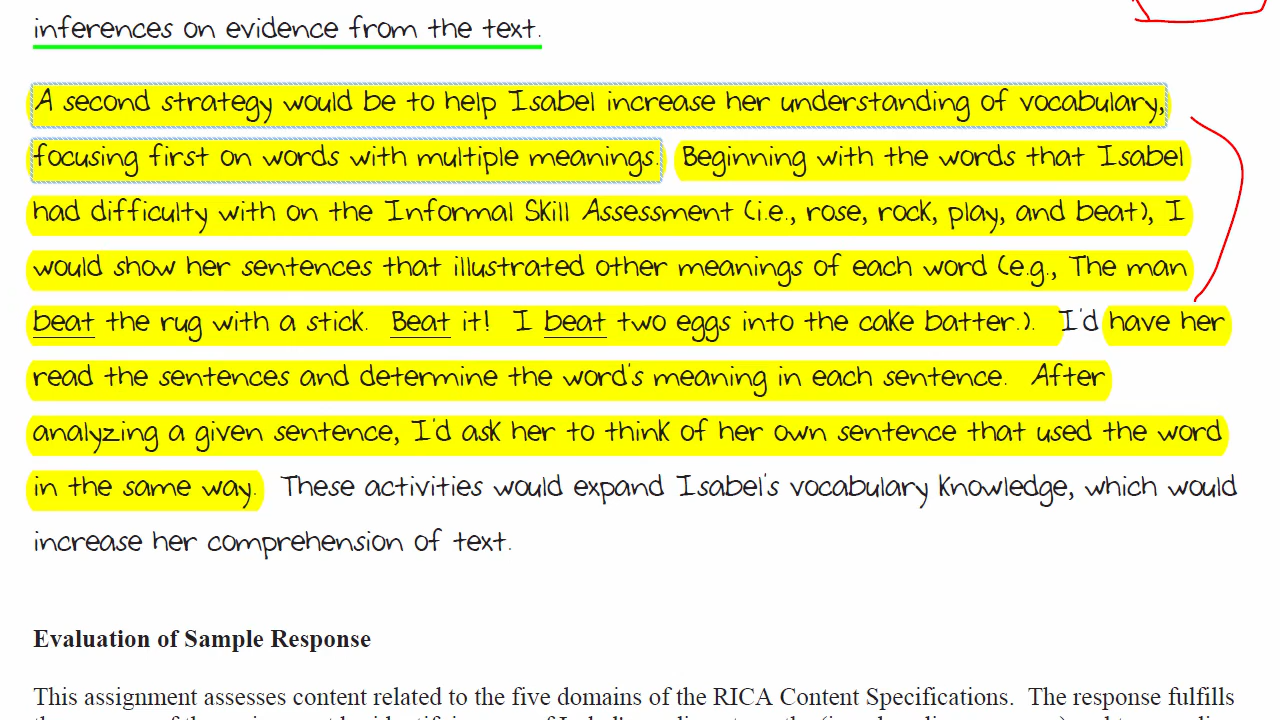 inferences on evidence from the text.
A second strategy would be to help Isabel increase her understanding of vocabulary,
focusing first on words with multiple meanings. Beginning with the words that Isabel
had difficulty with on the Informal Skill Assessment (i.e., rose, rock, play, and beat), I
would show her sentences that illustrated other meanings of each word (e.g., The man
beat the rug with a stick. Beat it! I beat two eggs into the cake batter.). I'd have her
read the sentences and determine the word's meaning in each sentence. After
analyzing a given sentence, I'd ask her to think of her own sentence that used the word
in the same way. These activities would expand Isabel's vocabulary knowledge, which would
increase her comprehension of text.
Evaluation of Sample Response
This assignment assesses content related to the five domains of the RICA Content Specifications. The response fulfills